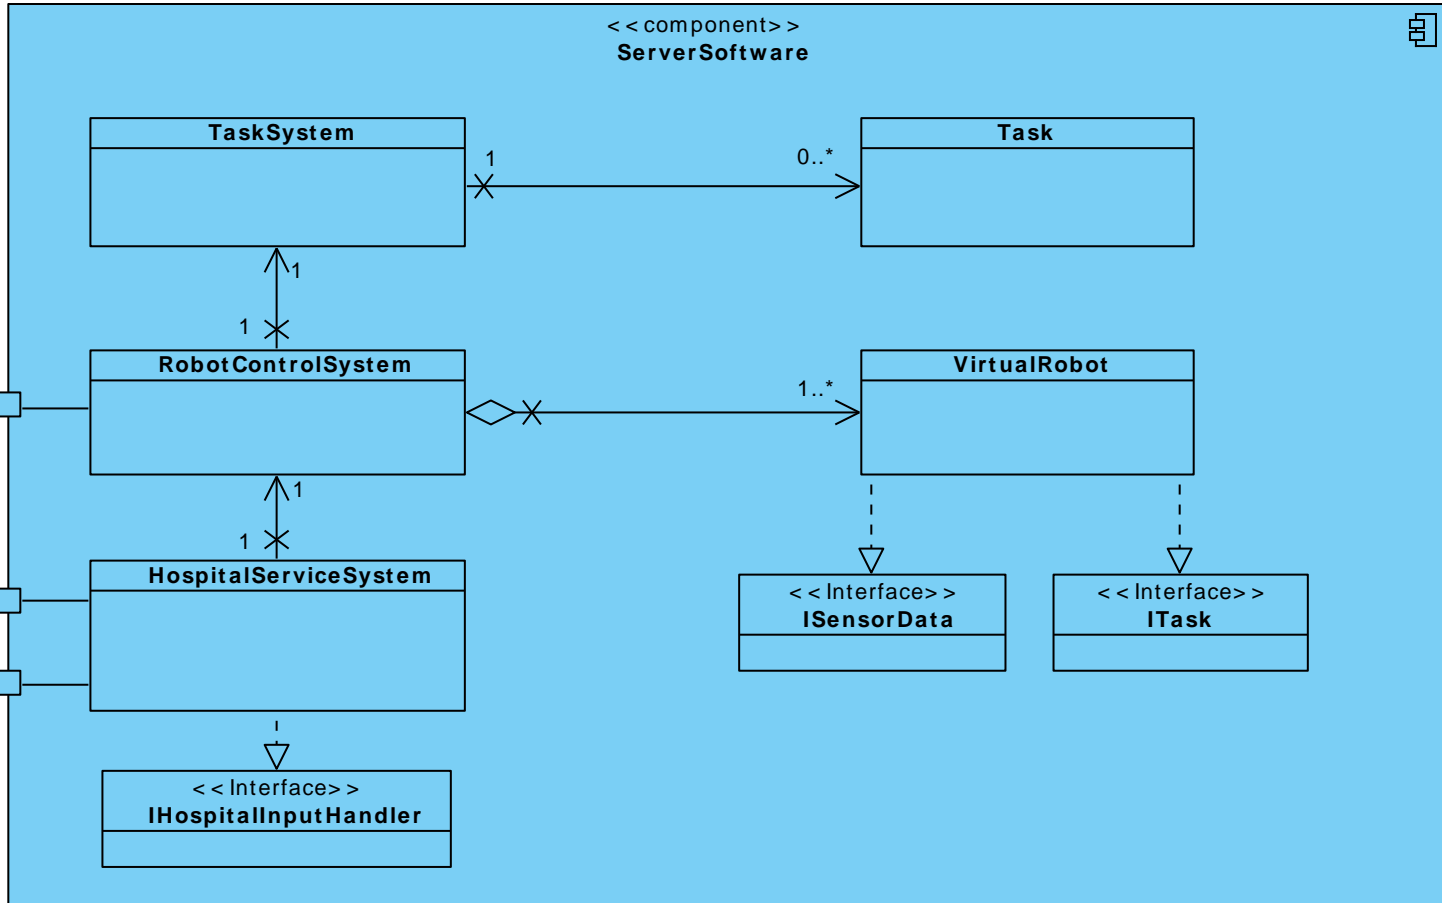 <<component>>
ServerSoftware
TaskSystem
Task
1
0..*
1
1
RobotControlSystem
VirtualRobot
1..*
1
1
HospitalServiceSystem
<<Interface>>
ISensorData
<<Interface>>
ITask
<<Interface>>
IHospitalInputHandler